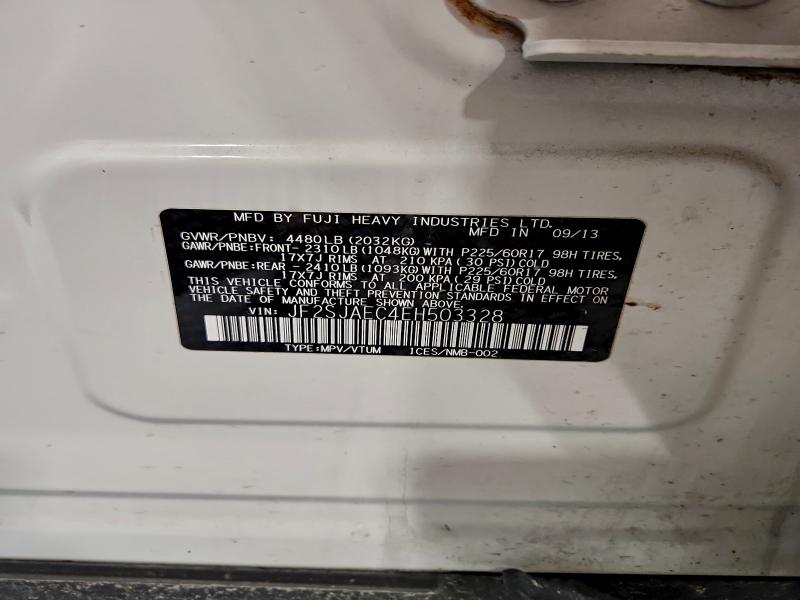 MFD BY FUJI HEAVY INDUSTRIES LTD.
MFD IN 09/13
GVWR/PNBV: 4480LB(2032KG)
GAWR/PNBE:FRONT- 2310LB(1048KG)WITH P225/60R17 98H TIRES,
17X7J RIMS AT 210 KPA(30 PSI)COLD
GAWR/PNBE:REAR - 2410LB(1093KG)WITH P225/60R17 98H TIRES,
17X7J RIMS AT 200 KPA(29 PSI)COLD
THIS VEHICLE CONFORMS TO ALL APPLICABLE FEDERAL MOTOR
VEHICLE SAFETY AND THEFT PREVENTION STANDARDS IN EFFECT ON
THE DATE OF MANUFACTURE SHOWN ABOVE.
VIN: JF2SJAEC4EH503328
TYPE:MPV/VTUM ICES/NMB-002